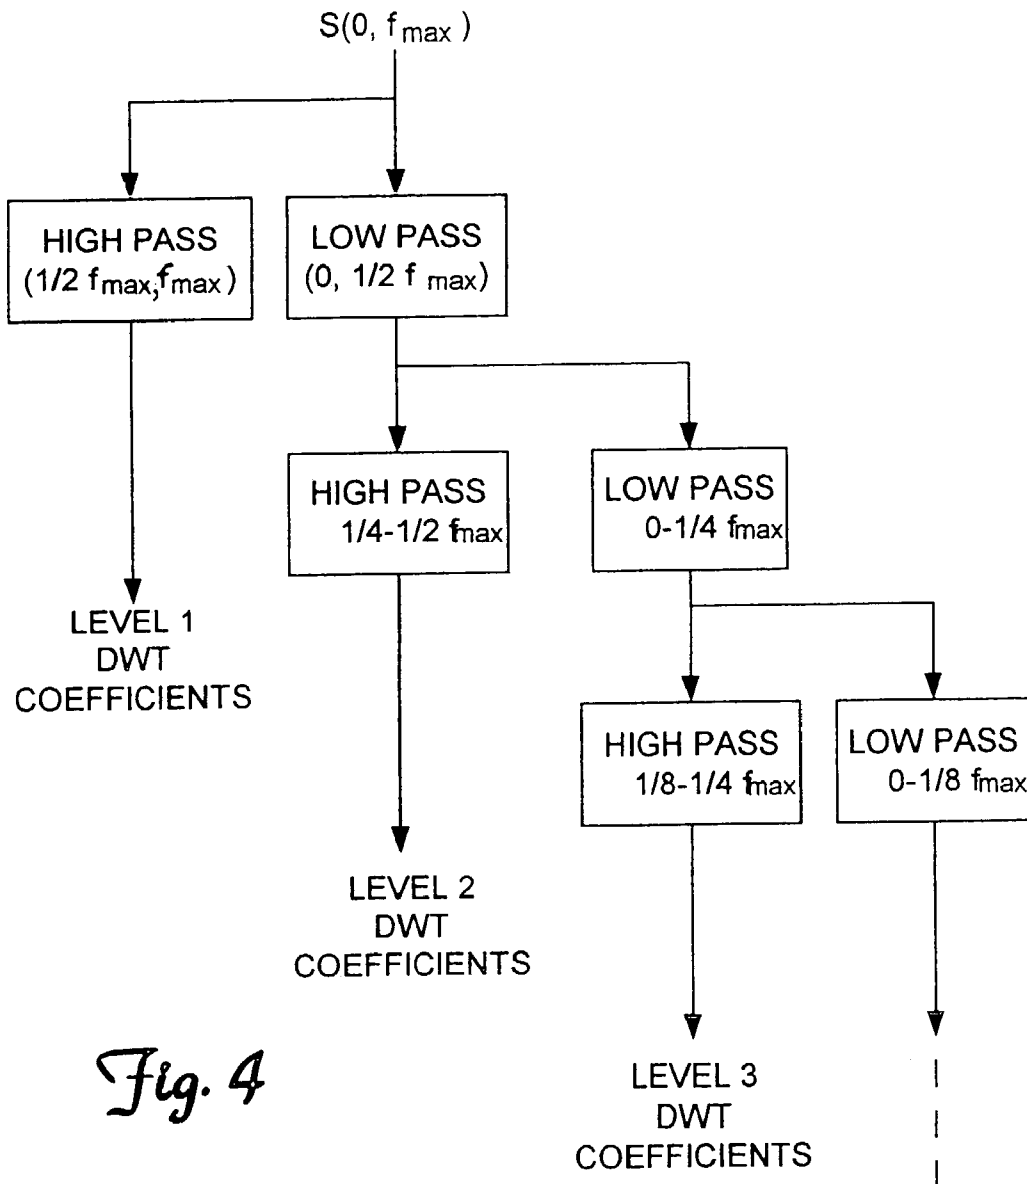 S(0, fmax )
HIGH PASS
(1/2 fmax, fmax)
LOW PASS
(0, 1/2 f max)
HIGH PASS
1/4-1/2 fmax
LOW PASS
0-1/4 fmax
LEVEL 1
DWT
COEFFICIENTS
HIGH PASS
1/8-1/4 fmax
LOW PASS
0-1/8 fmax
LEVEL 2
DWT
COEFFICIENTS
LEVEL 3
DWT
COEFFICIENTS
Fig. 4